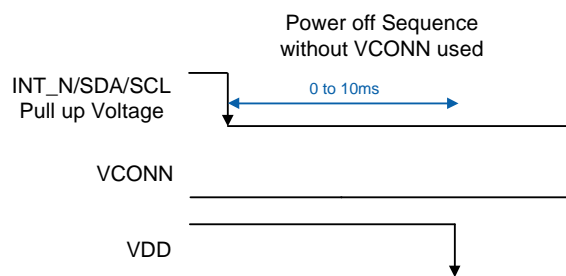 Power off Sequence
without VCONN used
INT_N/SDA/SCL
Pull up Voltage
0 to 10ms
VCONN
VDD